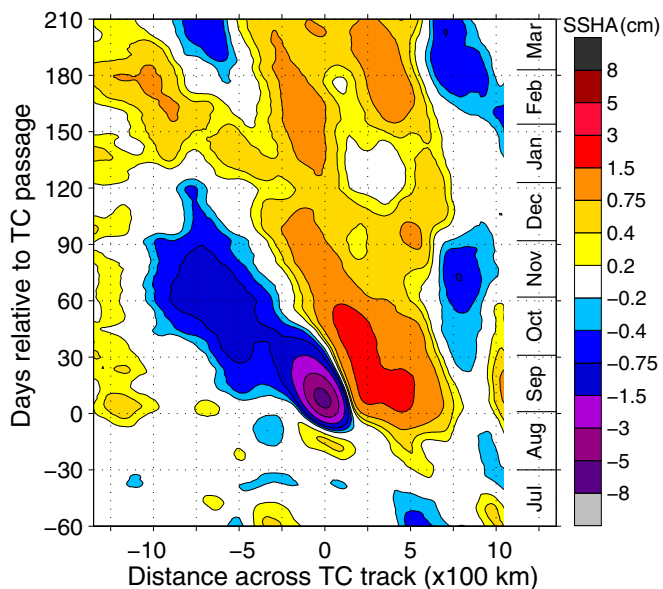 SSHA(cm)
210
180
150
120
90
60
30
0
−30
−60
Days relative to TC passage
−10
−5
0
5
10
Distance across TC track (x100 km)
Mar
Feb
Jan
Dec
Nov
Oct
Sep
Aug
Jul
8
5
3
1.5
0.75
0.4
0.2
−0.2
−0.4
−0.75
−1.5
−3
−5
−8